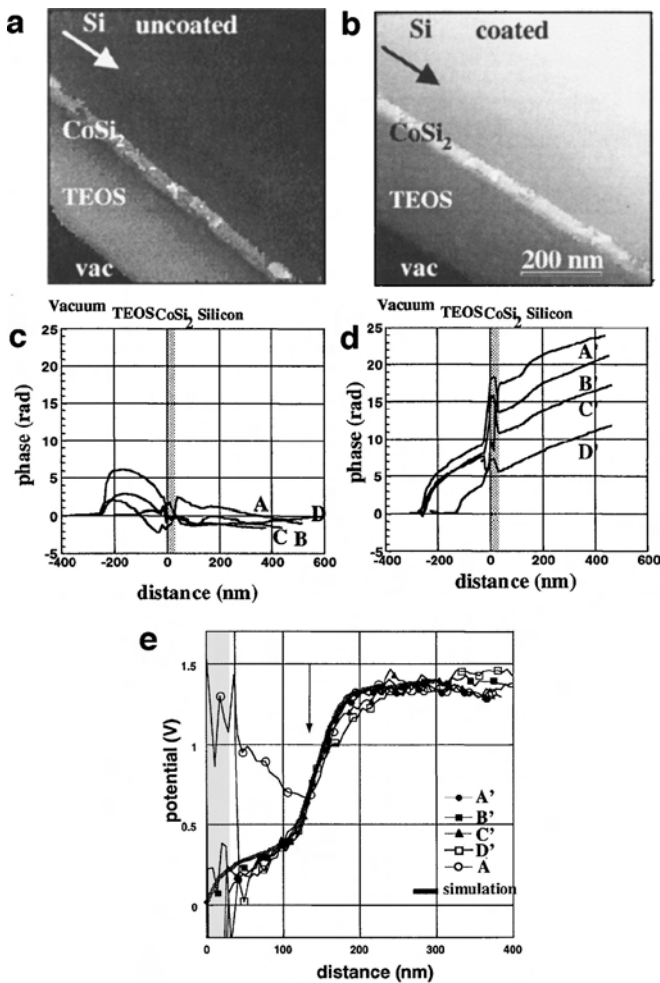 a
Si
uncoated
CoSi2
TEOS
vac
b
Si
coated
CoSi2
TEOS
vac
200 nm
Vacuum TEOS CoSi2 Silicon
c
phase (rad)
25
20
15
10
5
0
-5
A
D
C B
-400 -200 0 200 400 600
distance (nm)
Vacuum TEOS CoSi2 Silicon
d
phase (rad)
25
20
15
10
5
0
-5
A'
B'
C'
D'
-400 -200 0 200 400 600
distance (nm)
e
potential (V)
1.5
1
0.5
0
A'
B'
C'
D'
A
simulation
0 100 200 300 400
distance (nm)